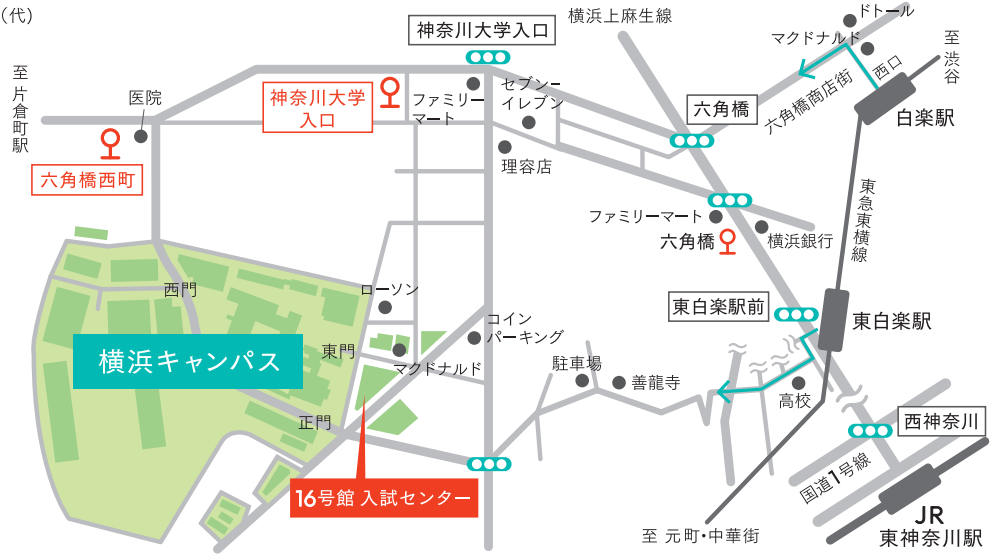 （代）
神奈川大学入口
横浜上麻生線
ドトール
マクドナルド
至
渋
谷
西口
六角橋商店街
白楽駅
至
片
倉
町
駅
医院
神奈川大学
入口
ファミリー
マート
セブン-
イレブン
六角橋
六角橋西町
理容店
東急東横線
ファミリーマート
六角橋
横浜銀行
西門
ローソン
東白楽駅前
東白楽駅
コイン
パーキング
東門
マクドナルド
横浜キャンパス
駐車場
善龍寺
高校
正門
西神奈川
国道1号線
16号館 入試センター
JR
東神奈川駅
至 元町・中華街